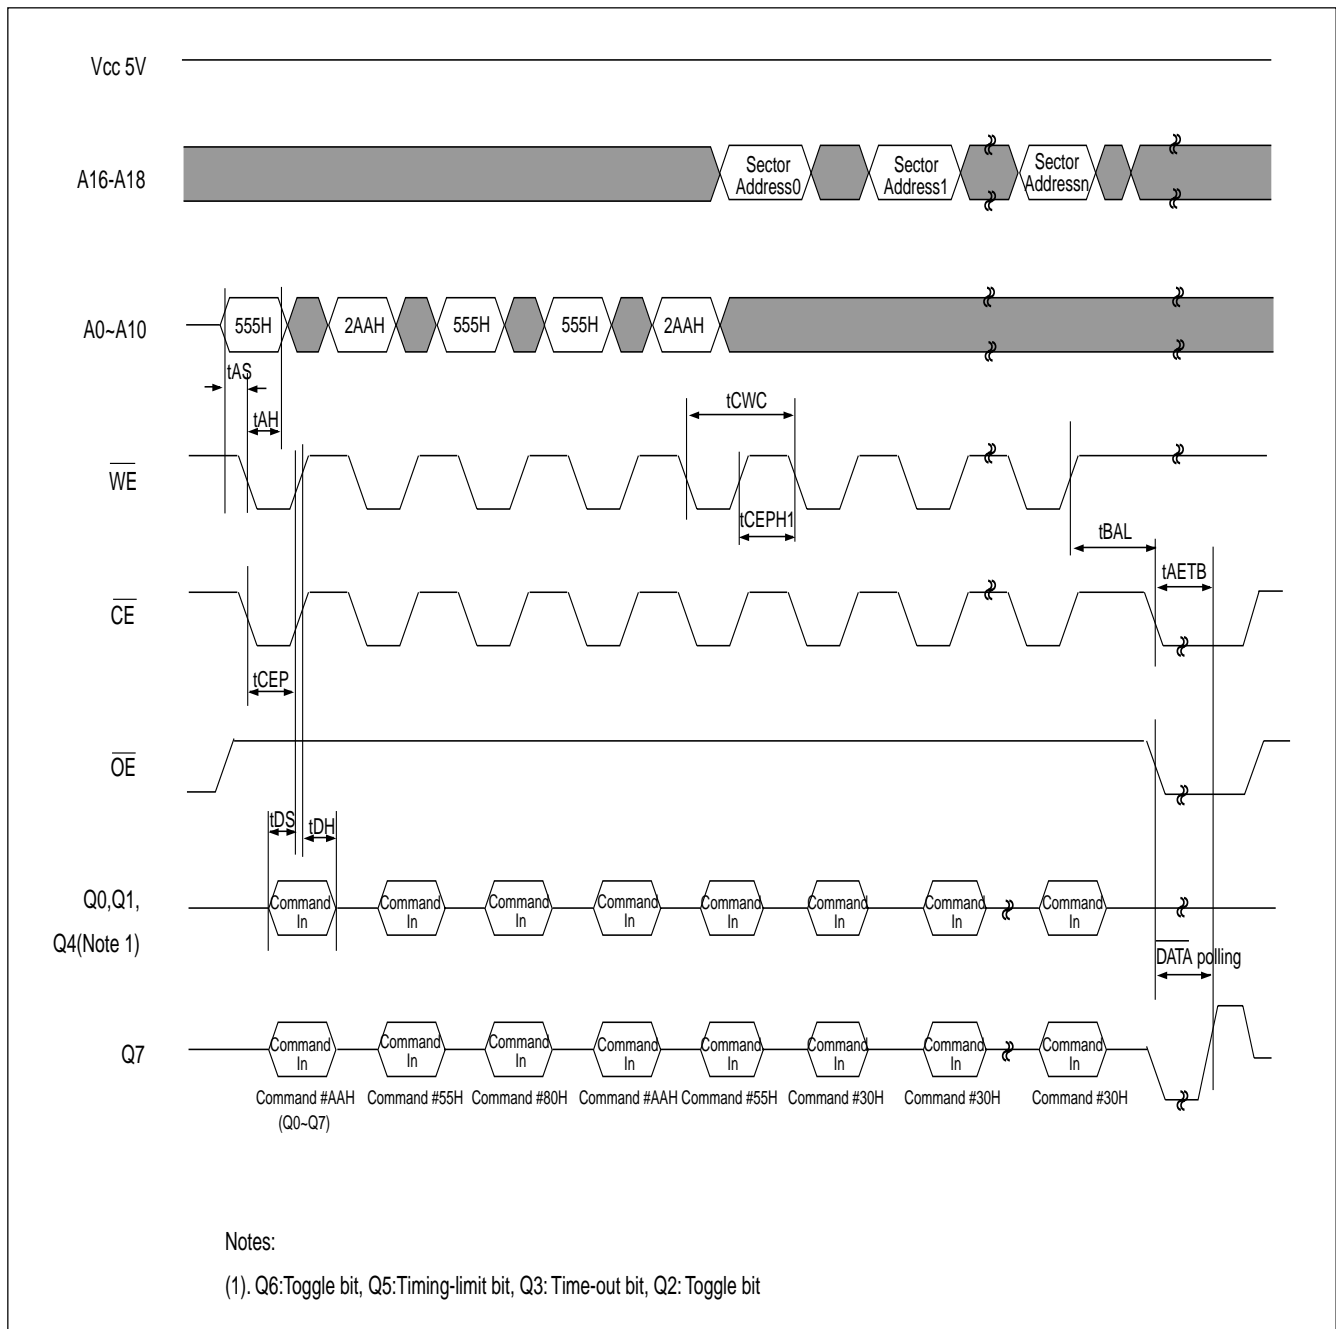 Vcc 5V
A16-A18
Sector Address0
Sector Address1
Sector Addressn
A0~A10
555H
2AAH
555H
555H
2AAH
tAS
tAH
tCWC
WE
tCEPH1
tBAL
tAETB
CE
tCEP
OE
tDS
tDH
Q0,Q1,
Q4(Note 1)
Command In
Command In
Command In
Command In
Command In
Command In
Command In
Command In
DATA polling
Q7
Command In
Command In
Command In
Command In
Command In
Command In
Command In
Command In
Command #AAH
(Q0~Q7)
Command #55H
Command #80H
Command #AAH
Command #55H
Command #30H
Command #30H
Command #30H
Notes:
(1). Q6:Toggle bit, Q5:Timing-limit bit, Q3: Time-out bit, Q2: Toggle bit